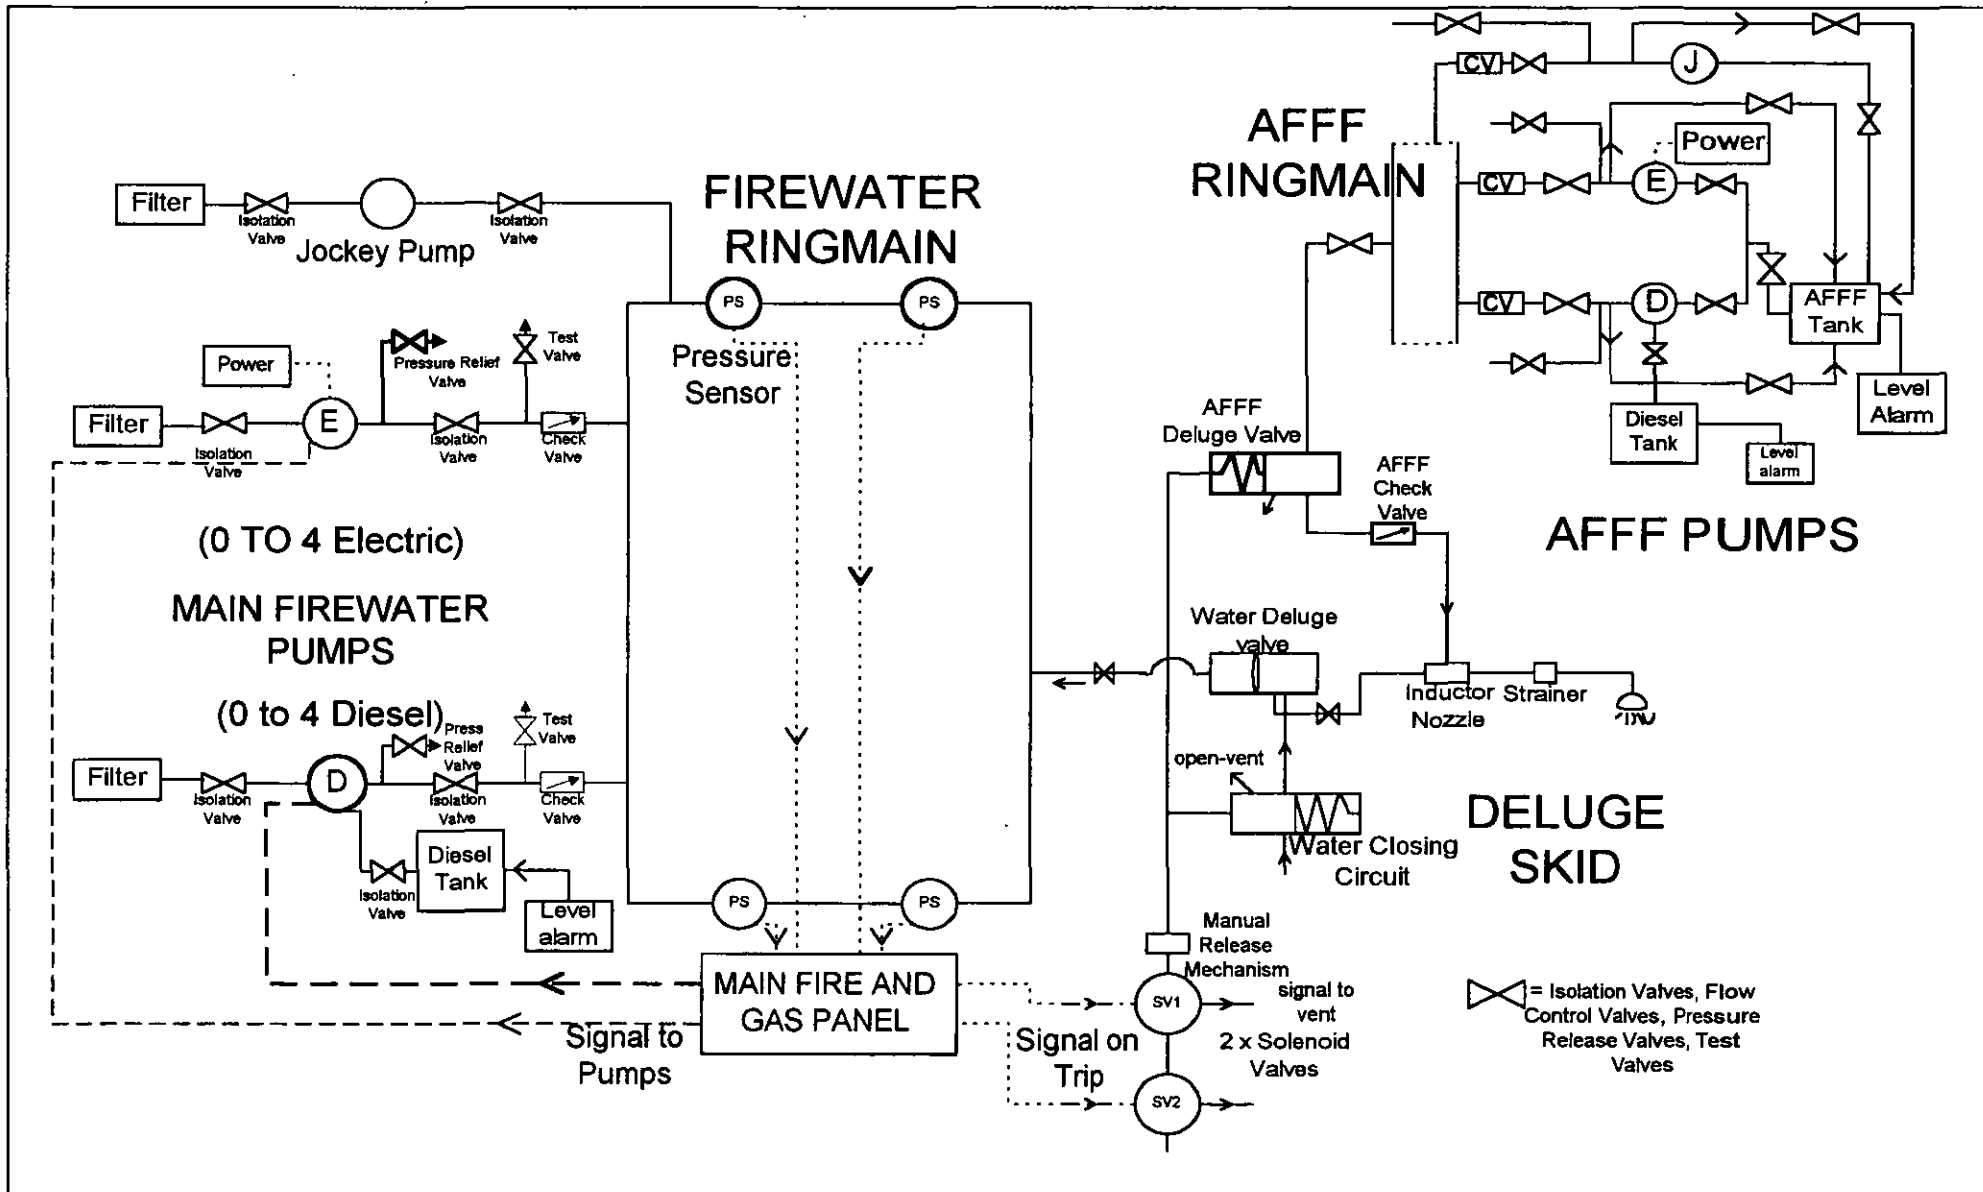 Filter
Isolation
Valve
Jockey Pump
Isolation
Valve
FIREWATER
RINGMAIN
PS
PS
Pressure
Sensor
Power
Filter
Isolation
Valve
E
Pressure Relief
Valve
Isolation
Valve
Test
Valve
Check
Valve
(0 TO 4 Electric)
MAIN FIREWATER
PUMPS
(0 to 4 Diesel)
Filter
Isolation
Valve
D
Press
Relief
Valve
Isolation
Valve
Test
Valve
Check
Valve
Isolation
Valve
Diesel
Tank
Level
alarm
PS
PS
MAIN FIRE AND
GAS PANEL
Signal to
Pumps
Signal on
Trip
AFFF
RINGMAIN
CV
J
CV
E
Power
CV
D
AFFF
Tank
Level
Alarm
Diesel
Tank
Level
alarm
AFFF PUMPS
AFFF
Deluge Valve
AFFF
Check
Valve
Water Deluge
valve
Inductor
Nozzle
Strainer
open-vent
Water Closing
Circuit
DELUGE
SKID
Manual
Release
Mechanism
SV1
signal to
vent
2 x Solenoid
Valves
SV2
= Isolation Valves, Flow
Control Valves, Pressure
Release Valves, Test
Valves